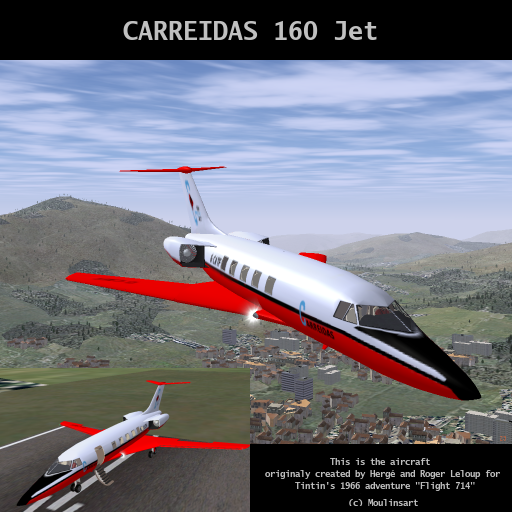 CARREIDAS 160 Jet
This is the aircraft
originaly created by Hergé and Roger Leloup for
Tintin's 1966 adventure "Flight 714"
(c) Moulinsart